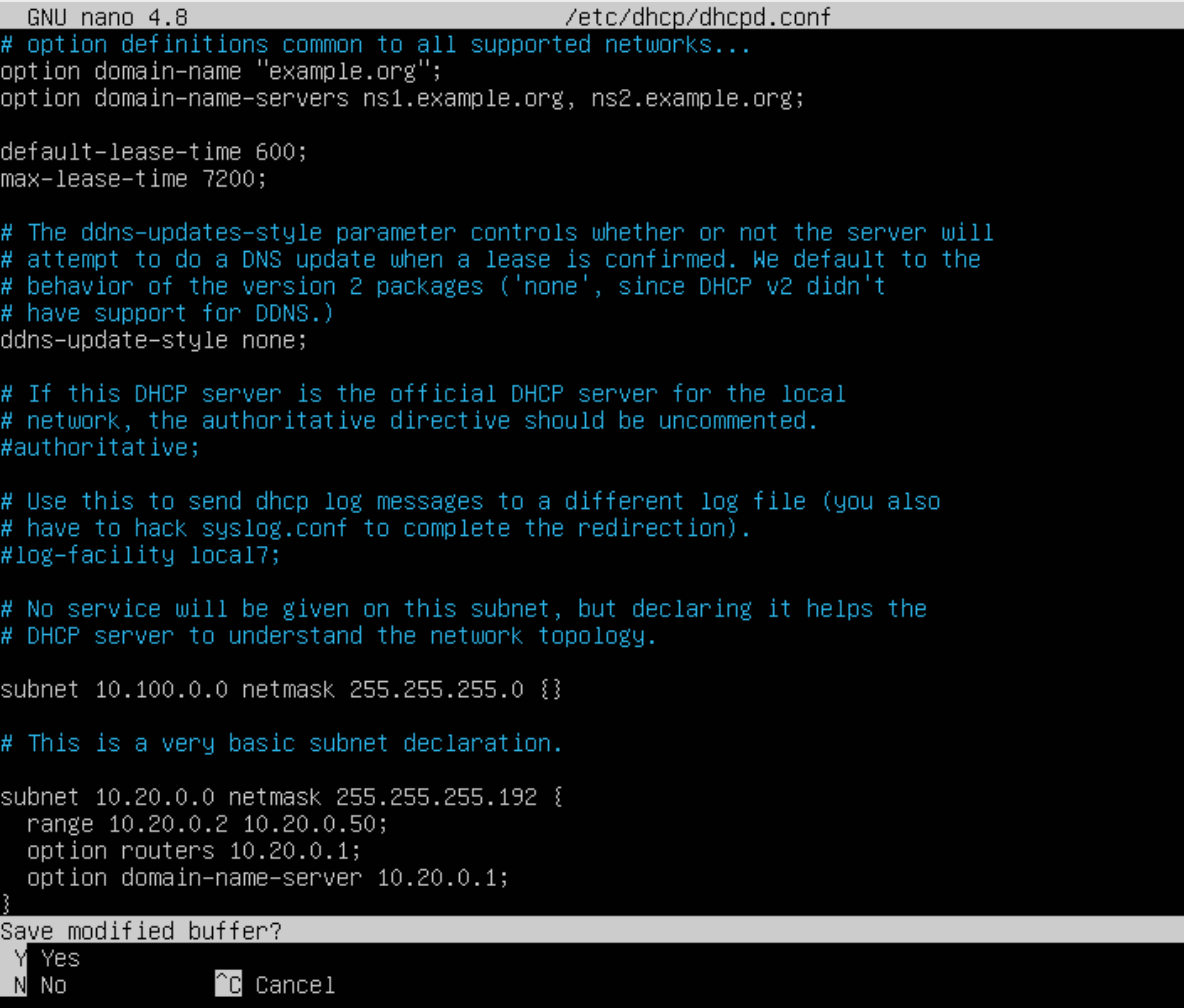 GNU nano 4.8 /etc/dhcp/dhcpd.conf
# option definitions common to all supported networks...
option domain-name "example.org";
option domain-name-servers ns1.example.org, ns2.example.org;
default-lease-time 600;
max-lease-time 7200;
# The ddns-updates-style parameter controls whether or not the server will
# attempt to do a DNS update when a lease is confirmed. We default to the
# behavior of the version 2 packages ('none', since DHCP v2 didn't
# have support for DDNS.)
ddns-update-style none;
# If this DHCP server is the official DHCP server for the local
# network, the authoritative directive should be uncommented.
#authoritative;
# Use this to send dhcp log messages to a different log file (you also
# have to hack syslog.conf to complete the redirection).
#log-facility local7;
# No service will be given on this subnet, but declaring it helps the
# DHCP server to understand the network topology.
subnet 10.100.0.0 netmask 255.255.255.0 {}
# This is a very basic subnet declaration.
subnet 10.20.0.0 netmask 255.255.255.192 {
  range 10.20.0.2 10.20.0.50;
  option routers 10.20.0.1;
  option domain-name-server 10.20.0.1;
}
Save modified buffer?
Y Yes
N No ^C Cancel